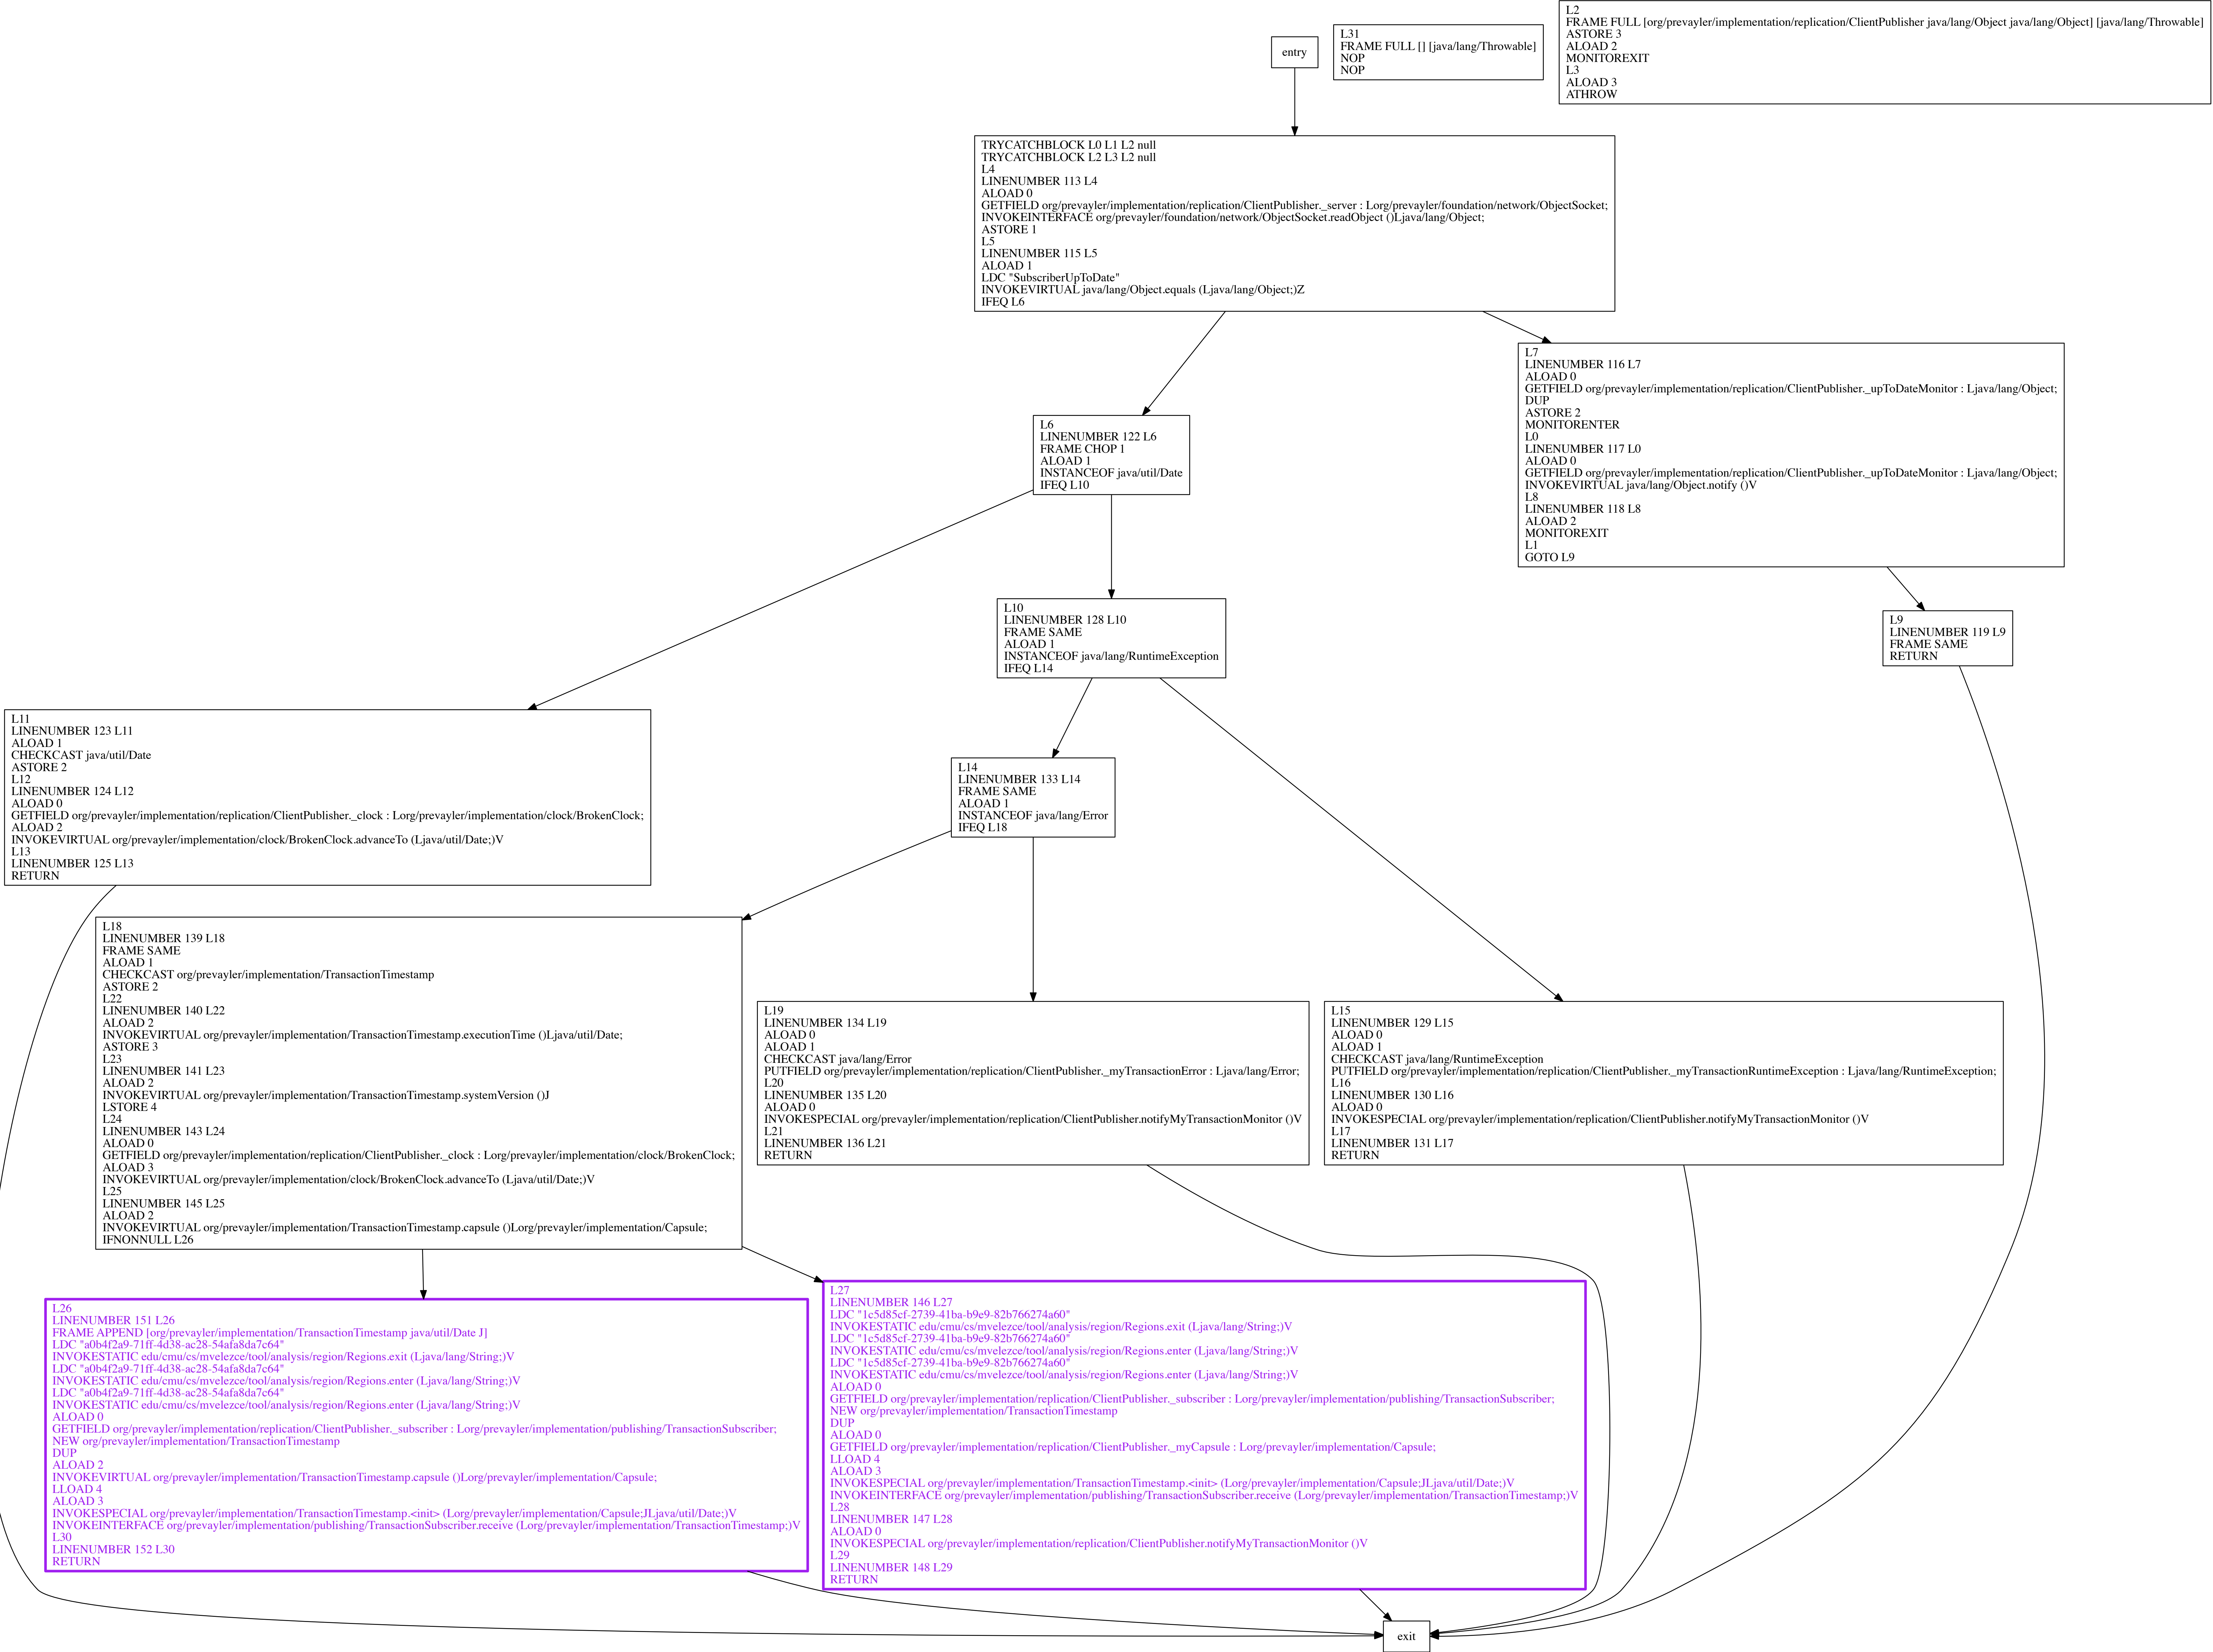 entry
L31
FRAME FULL [] [java/lang/Throwable]
NOP
NOP
L2
FRAME FULL [org/prevayler/implementation/replication/ClientPublisher java/lang/Object java/lang/Object] [java/lang/Throwable]
ASTORE 3
ALOAD 2
MONITOREXIT
L3
ALOAD 3
ATHROW
TRYCATCHBLOCK L0 L1 L2 null
TRYCATCHBLOCK L2 L3 L2 null
L4
LINENUMBER 113 L4
ALOAD 0
GETFIELD org/prevayler/implementation/replication/ClientPublisher._server : Lorg/prevayler/foundation/network/ObjectSocket;
INVOKEINTERFACE org/prevayler/foundation/network/ObjectSocket.readObject ()Ljava/lang/Object;
ASTORE 1
L5
LINENUMBER 115 L5
ALOAD 1
LDC "SubscriberUpToDate"
INVOKEVIRTUAL java/lang/Object.equals (Ljava/lang/Object;)Z
IFEQ L6
L7
LINENUMBER 116 L7
ALOAD 0
GETFIELD org/prevayler/implementation/replication/ClientPublisher._upToDateMonitor : Ljava/lang/Object;
DUP
ASTORE 2
MONITORENTER
L0
LINENUMBER 117 L0
ALOAD 0
GETFIELD org/prevayler/implementation/replication/ClientPublisher._upToDateMonitor : Ljava/lang/Object;
INVOKEVIRTUAL java/lang/Object.notify ()V
L8
LINENUMBER 118 L8
ALOAD 2
MONITOREXIT
L1
GOTO L9
L6
LINENUMBER 122 L6
FRAME CHOP 1
ALOAD 1
INSTANCEOF java/util/Date
IFEQ L10
L10
LINENUMBER 128 L10
FRAME SAME
ALOAD 1
INSTANCEOF java/lang/RuntimeException
IFEQ L14
L9
LINENUMBER 119 L9
FRAME SAME
RETURN
L11
LINENUMBER 123 L11
ALOAD 1
CHECKCAST java/util/Date
ASTORE 2
L12
LINENUMBER 124 L12
ALOAD 0
GETFIELD org/prevayler/implementation/replication/ClientPublisher._clock : Lorg/prevayler/implementation/clock/BrokenClock;
ALOAD 2
INVOKEVIRTUAL org/prevayler/implementation/clock/BrokenClock.advanceTo (Ljava/util/Date;)V
L13
LINENUMBER 125 L13
RETURN
L14
LINENUMBER 133 L14
FRAME SAME
ALOAD 1
INSTANCEOF java/lang/Error
IFEQ L18
L18
LINENUMBER 139 L18
FRAME SAME
ALOAD 1
CHECKCAST org/prevayler/implementation/TransactionTimestamp
ASTORE 2
L22
LINENUMBER 140 L22
ALOAD 2
INVOKEVIRTUAL org/prevayler/implementation/TransactionTimestamp.executionTime ()Ljava/util/Date;
ASTORE 3
L23
LINENUMBER 141 L23
ALOAD 2
INVOKEVIRTUAL org/prevayler/implementation/TransactionTimestamp.systemVersion ()J
LSTORE 4
L24
LINENUMBER 143 L24
ALOAD 0
GETFIELD org/prevayler/implementation/replication/ClientPublisher._clock : Lorg/prevayler/implementation/clock/BrokenClock;
ALOAD 3
INVOKEVIRTUAL org/prevayler/implementation/clock/BrokenClock.advanceTo (Ljava/util/Date;)V
L25
LINENUMBER 145 L25
ALOAD 2
INVOKEVIRTUAL org/prevayler/implementation/TransactionTimestamp.capsule ()Lorg/prevayler/implementation/Capsule;
IFNONNULL L26
L19
LINENUMBER 134 L19
ALOAD 0
ALOAD 1
CHECKCAST java/lang/Error
PUTFIELD org/prevayler/implementation/replication/ClientPublisher._myTransactionError : Ljava/lang/Error;
L20
LINENUMBER 135 L20
ALOAD 0
INVOKESPECIAL org/prevayler/implementation/replication/ClientPublisher.notifyMyTransactionMonitor ()V
L21
LINENUMBER 136 L21
RETURN
L15
LINENUMBER 129 L15
ALOAD 0
ALOAD 1
CHECKCAST java/lang/RuntimeException
PUTFIELD org/prevayler/implementation/replication/ClientPublisher._myTransactionRuntimeException : Ljava/lang/RuntimeException;
L16
LINENUMBER 130 L16
ALOAD 0
INVOKESPECIAL org/prevayler/implementation/replication/ClientPublisher.notifyMyTransactionMonitor ()V
L17
LINENUMBER 131 L17
RETURN
L26
LINENUMBER 151 L26
FRAME APPEND [org/prevayler/implementation/TransactionTimestamp java/util/Date J]
LDC "a0b4f2a9-71ff-4d38-ac28-54afa8da7c64"
INVOKESTATIC edu/cmu/cs/mvelezce/tool/analysis/region/Regions.exit (Ljava/lang/String;)V
LDC "a0b4f2a9-71ff-4d38-ac28-54afa8da7c64"
INVOKESTATIC edu/cmu/cs/mvelezce/tool/analysis/region/Regions.enter (Ljava/lang/String;)V
LDC "a0b4f2a9-71ff-4d38-ac28-54afa8da7c64"
INVOKESTATIC edu/cmu/cs/mvelezce/tool/analysis/region/Regions.enter (Ljava/lang/String;)V
ALOAD 0
GETFIELD org/prevayler/implementation/replication/ClientPublisher._subscriber : Lorg/prevayler/implementation/publishing/TransactionSubscriber;
NEW org/prevayler/implementation/TransactionTimestamp
DUP
ALOAD 2
INVOKEVIRTUAL org/prevayler/implementation/TransactionTimestamp.capsule ()Lorg/prevayler/implementation/Capsule;
LLOAD 4
ALOAD 3
INVOKESPECIAL org/prevayler/implementation/TransactionTimestamp.&lt;init&gt; (Lorg/prevayler/implementation/Capsule;JLjava/util/Date;)V
INVOKEINTERFACE org/prevayler/implementation/publishing/TransactionSubscriber.receive (Lorg/prevayler/implementation/TransactionTimestamp;)V
L30
LINENUMBER 152 L30
RETURN
L27
LINENUMBER 146 L27
LDC "1c5d85cf-2739-41ba-b9e9-82b766274a60"
INVOKESTATIC edu/cmu/cs/mvelezce/tool/analysis/region/Regions.exit (Ljava/lang/String;)V
LDC "1c5d85cf-2739-41ba-b9e9-82b766274a60"
INVOKESTATIC edu/cmu/cs/mvelezce/tool/analysis/region/Regions.enter (Ljava/lang/String;)V
LDC "1c5d85cf-2739-41ba-b9e9-82b766274a60"
INVOKESTATIC edu/cmu/cs/mvelezce/tool/analysis/region/Regions.enter (Ljava/lang/String;)V
ALOAD 0
GETFIELD org/prevayler/implementation/replication/ClientPublisher._subscriber : Lorg/prevayler/implementation/publishing/TransactionSubscriber;
NEW org/prevayler/implementation/TransactionTimestamp
DUP
ALOAD 0
GETFIELD org/prevayler/implementation/replication/ClientPublisher._myCapsule : Lorg/prevayler/implementation/Capsule;
LLOAD 4
ALOAD 3
INVOKESPECIAL org/prevayler/implementation/TransactionTimestamp.&lt;init&gt; (Lorg/prevayler/implementation/Capsule;JLjava/util/Date;)V
INVOKEINTERFACE org/prevayler/implementation/publishing/TransactionSubscriber.receive (Lorg/prevayler/implementation/TransactionTimestamp;)V
L28
LINENUMBER 147 L28
ALOAD 0
INVOKESPECIAL org/prevayler/implementation/replication/ClientPublisher.notifyMyTransactionMonitor ()V
L29
LINENUMBER 148 L29
RETURN
exit